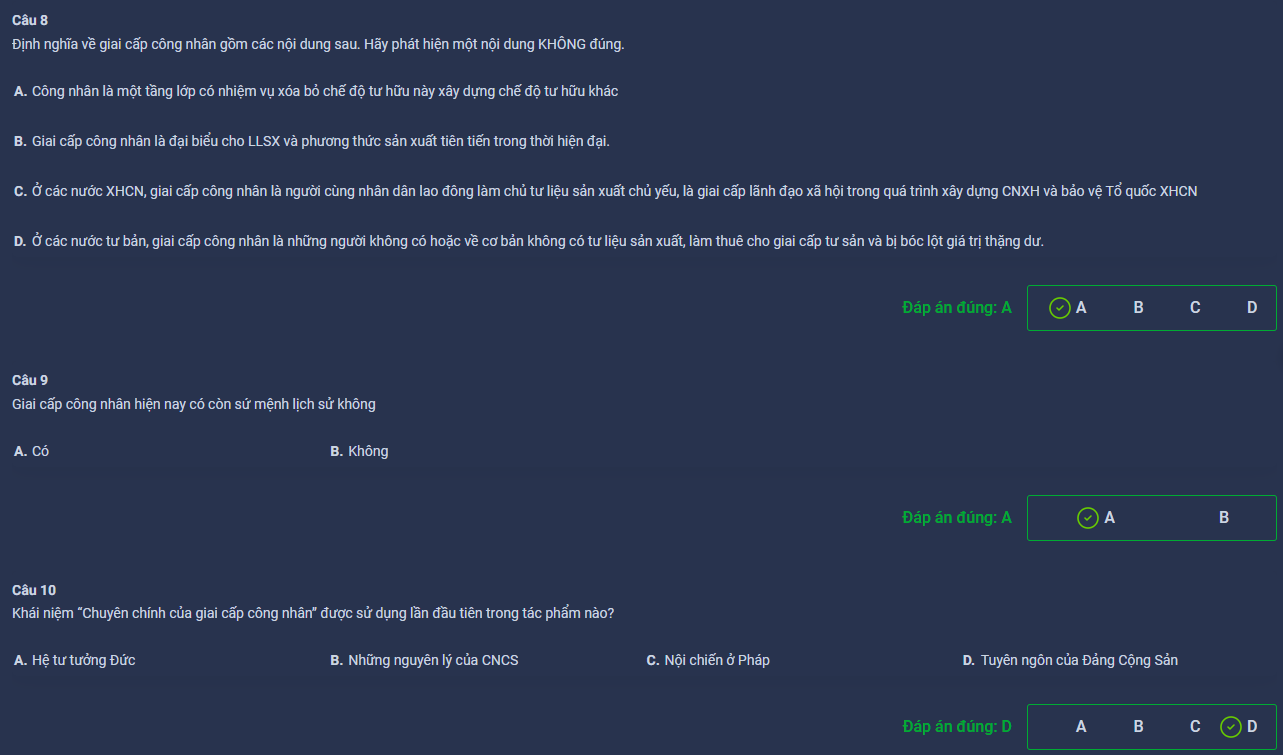 Câu 8
Định nghĩa về giai cấp công nhân gồm các nội dung sau. Hãy phát hiện một nội dung KHÔNG đúng.
A. Công nhân là một tầng lớp có nhiệm vụ xóa bỏ chế độ tư hữu này xây dựng chế độ tư hữu khác
B. Giai cấp công nhân là đại biểu cho LLSX và phương thức sản xuất tiên tiến trong thời hiện đại.
C. Ở các nước XHCN, giai cấp công nhân là người cùng nhân dân lao đông làm chủ tư liệu sản xuất chủ yếu, là giai cấp lãnh đạo xã hội trong quá trình xây dựng CNXH và bảo vệ Tổ quốc XHCN
D. Ở các nước tư bản, giai cấp công nhân là những người không có hoặc về cơ bản không có tư liệu sản xuất, làm thuê cho giai cấp tư sản và bị bóc lột giá trị thặng dư.
Đáp án đúng: A A B C D
Câu 9
Giai cấp công nhân hiện nay có còn sứ mệnh lịch sử không
A. Có B. Không
Đáp án đúng: A A B
Câu 10
Khái niệm “Chuyên chính của giai cấp công nhân” được sử dụng lần đầu tiên trong tác phẩm nào?
A. Hệ tư tưởng Đức B. Những nguyên lý của CNCS C. Nội chiến ở Pháp D. Tuyên ngôn của Đảng Cộng Sản
Đáp án đúng: D A B C D